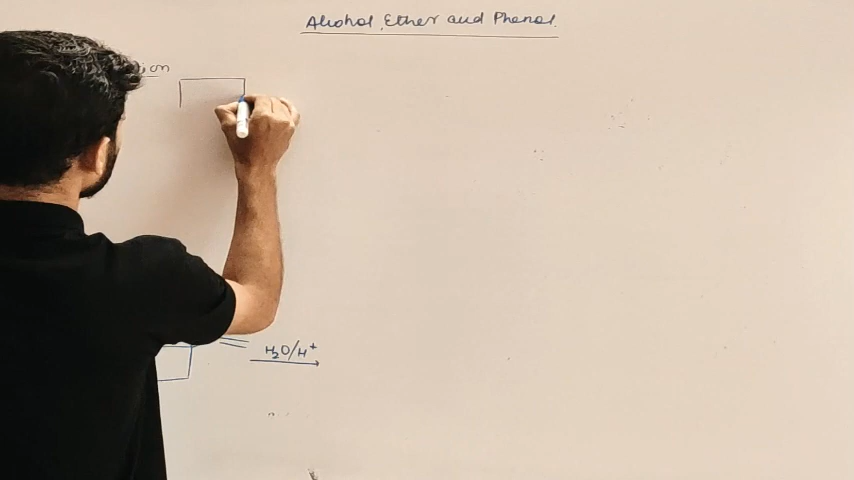 Alcohol, Ether and Phenol.
H₂O/H⁺